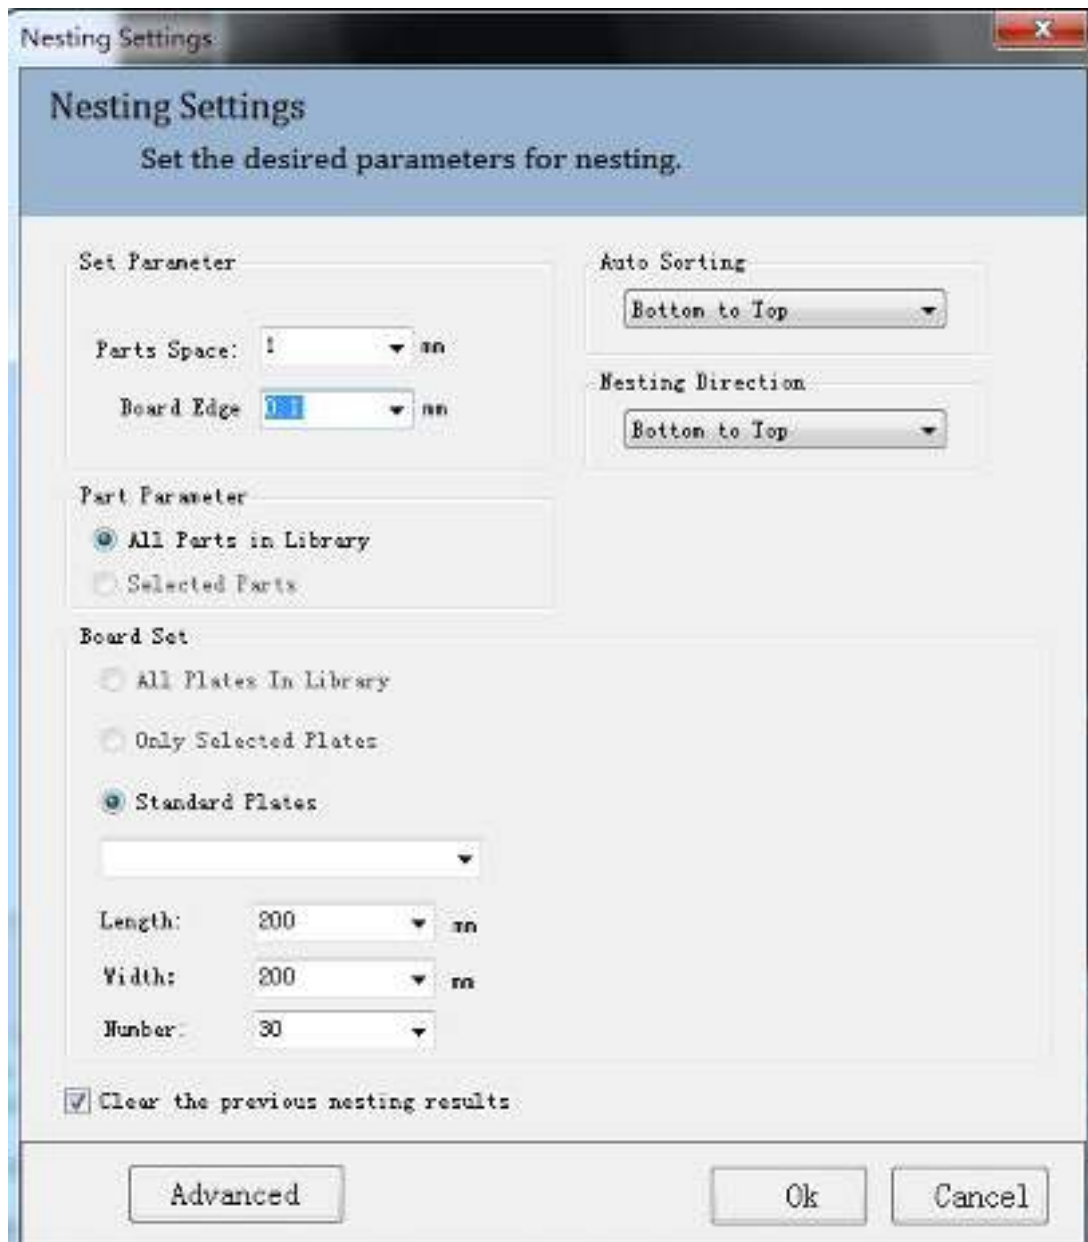 Nesting Settings
Nesting Settings
Set the desired parameters for nesting.
Set Parameter
Parts Space: 1 mm
Board Edge 0.1 mm
Auto Sorting
Bottom to Top
Nesting Direction
Bottom to Top
Part Parameter
All Parts in Library
Selected Parts
Board Set
All Plates In Library
Only Selected Plates
Standard Plates
Length: 200 mm
Width: 200 mm
Number: 30
Clear the previous nesting results
Advanced Ok Cancel